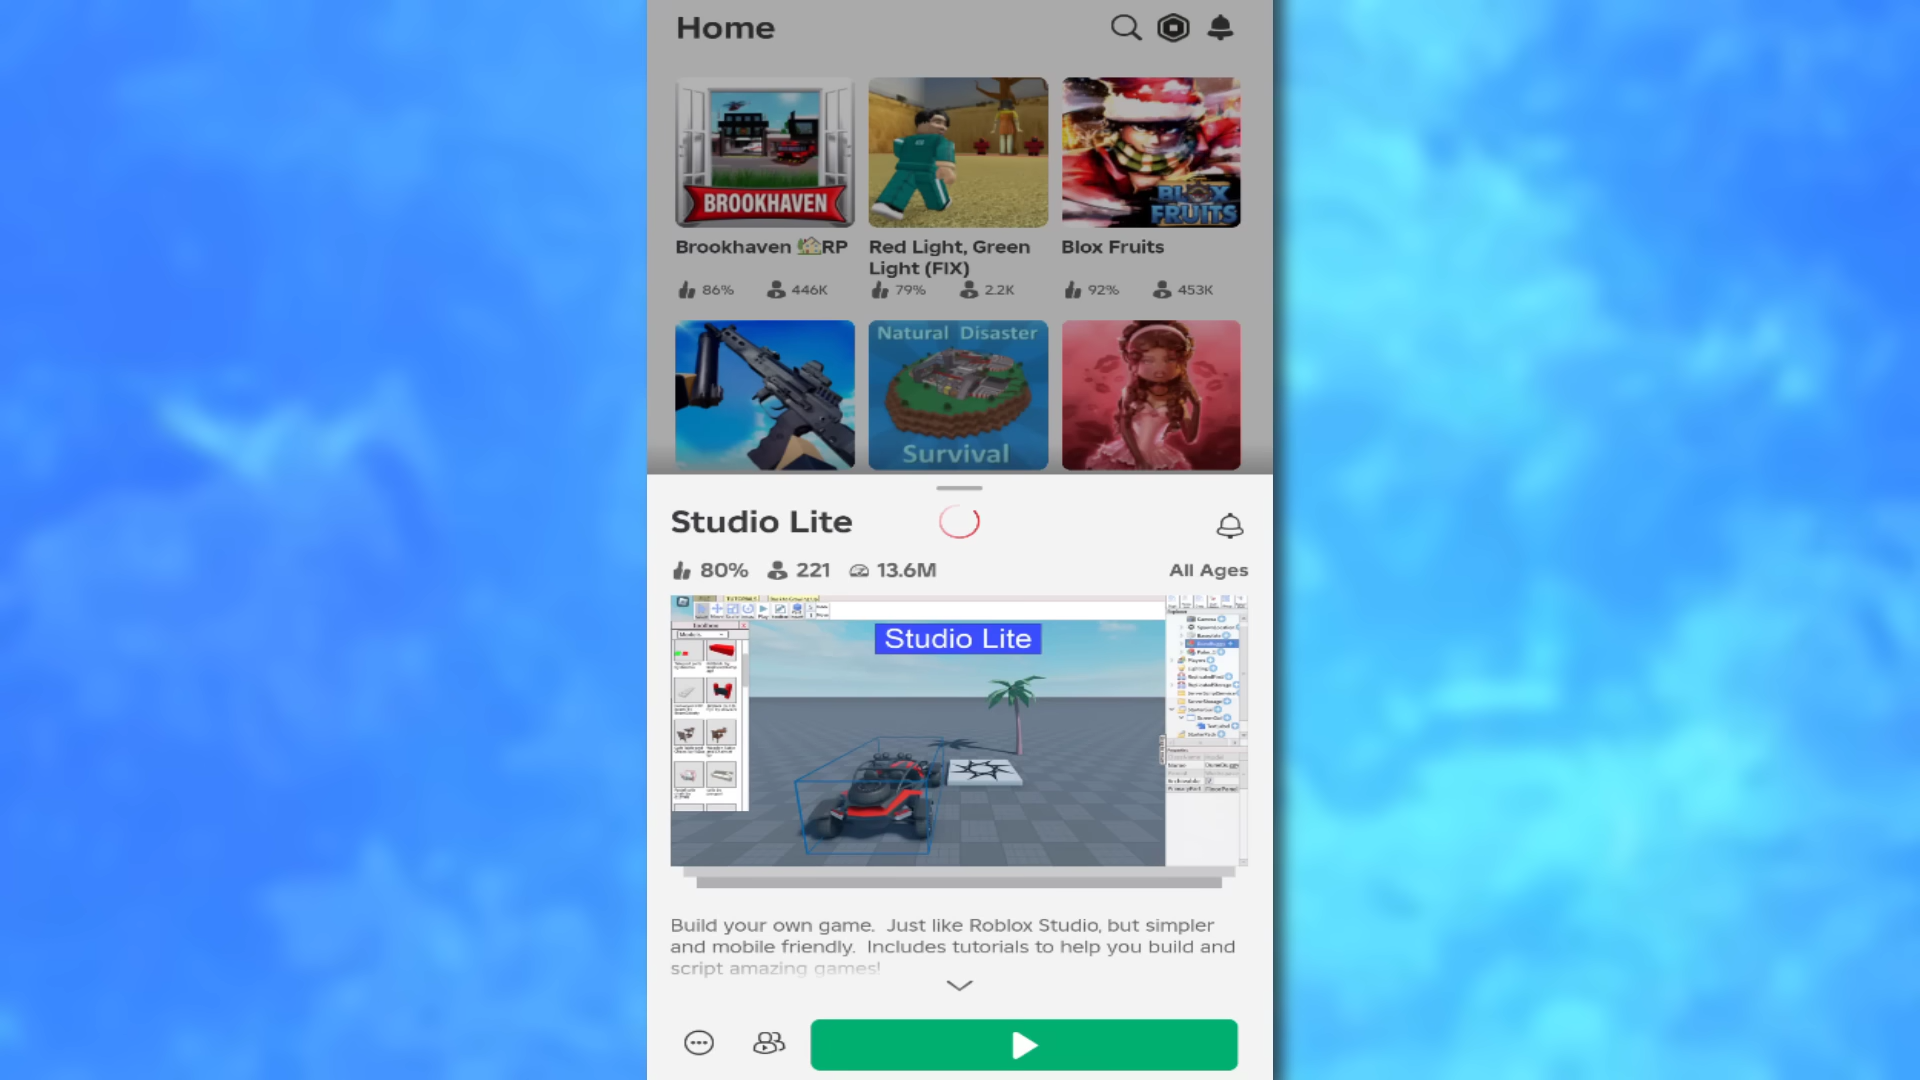 Home
BROOKHAVEN
BLOX
FRUITS
Brookhaven 🏡RP
Red Light, Green
Light (FIX)
Blox Fruits
86% 446K
79% 2.2K
92% 453K
Natural Disaster
Survival
Studio Lite
80% 221 13.6M
All Ages
Studio Lite
Build your own game. Just like Roblox Studio, but simpler
and mobile friendly. Includes tutorials to help you build and
script amazing games!